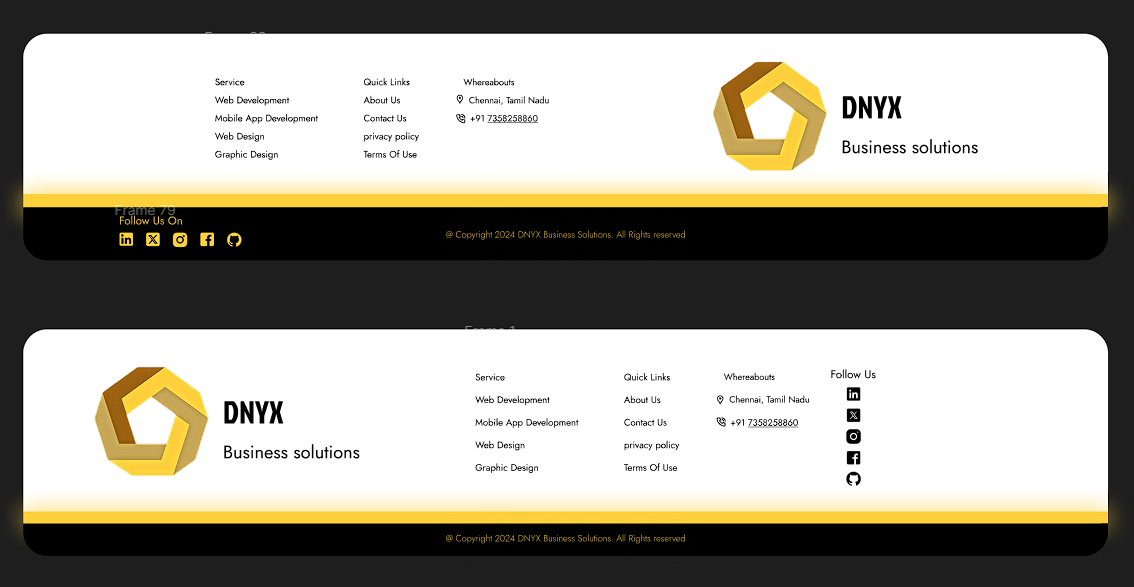 Service
Web Development
Mobile App Development
Web Design
Graphic Design
Quick Links
About Us
Contact Us
privacy policy
Terms Of Use
Whereabouts
Chennai, Tamil Nadu
+91 7358258860
DNYX
Business solutions
Frame 79
Follow Us On
@ Copyright 2024 DNYX Business Solutions. All Rights reserved
DNYX
Business solutions
Service
Web Development
Mobile App Development
Web Design
Graphic Design
Quick Links
About Us
Contact Us
privacy policy
Terms Of Use
Whereabouts
Chennai, Tamil Nadu
+91 7358258860
Follow Us
@ Copyright 2024 DNYX Business Solutions. All Rights reserved